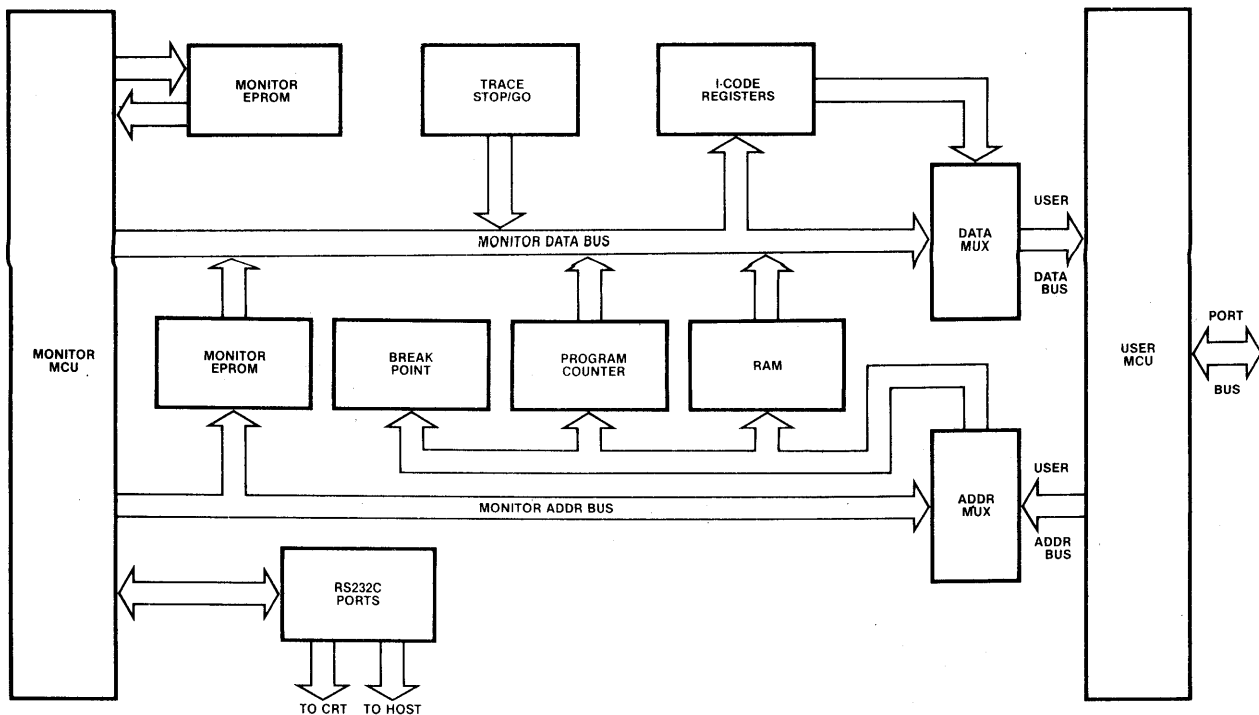 MONITOR
EPROM
TRACE
STOP/GO
I-CODE
REGISTERS
USER
DATA
MUX
MONITOR DATA BUS
DATA
BUS
PORT
MONITOR
MCU
MONITOR
EPROM
BREAK
POINT
PROGRAM
COUNTER
RAM
USER
MCU
BUS
USER
MONITOR ADDR BUS
ADDR
MUX
ADDR
BUS
RS232C
PORTS
TO CRT
TO HOST